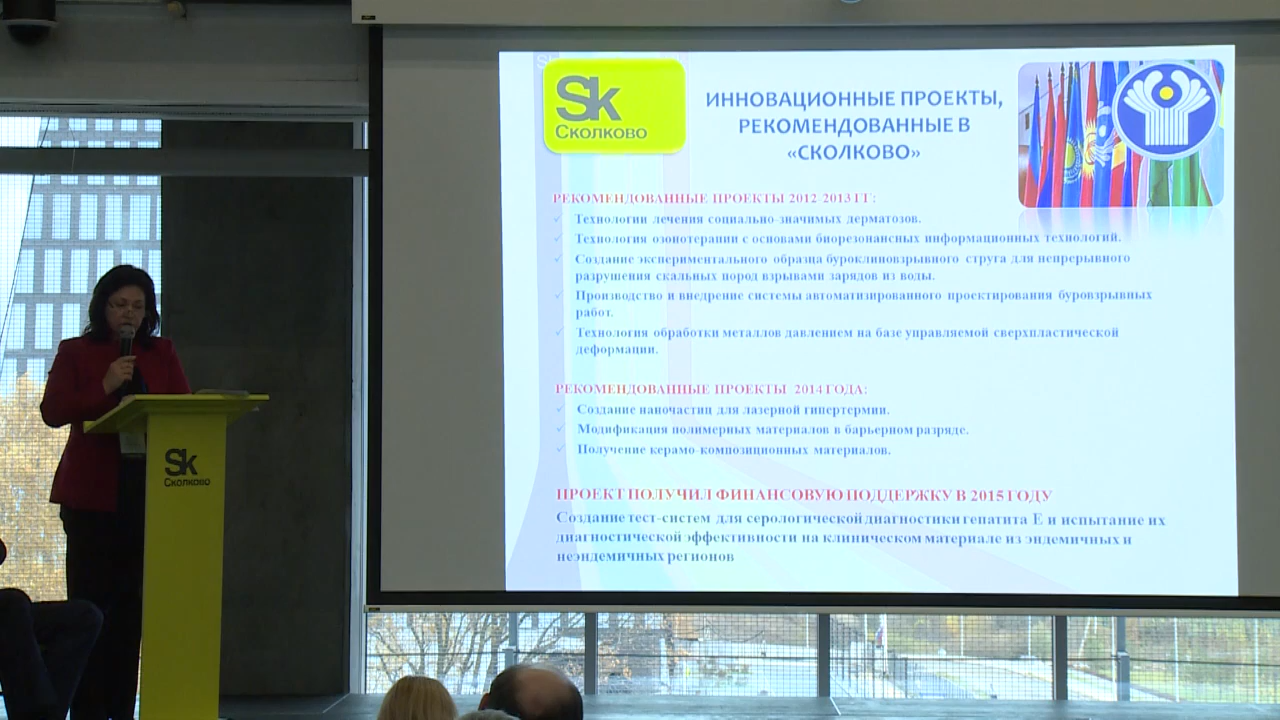 Sk
Сколково
ИННОВАЦИОННЫЕ ПРОЕКТЫ,
РЕКОМЕНДОВАННЫЕ В
«СКОЛКОВО»
РЕКОМЕНДОВАННЫЕ ПРОЕКТЫ 2012-2013 ГГ:
Технологии лечения социально-значимых дерматозов.
Технология озонотерапии с основами биорезонансных информационных технологий.
Создание экспериментального образца буроклиновзрывного струга для непрерывного
разрушения скальных пород взрывами зарядов из воды.
Производство и внедрение системы автоматизированного проектирования буровзрывных
работ.
Технология обработки металлов давлением на базе управляемой сверхпластической
деформации.
РЕКОМЕНДОВАННЫЕ ПРОЕКТЫ 2014 ГОДА:
Создание наночастиц для лазерной гипертермии.
Модификация полимерных материалов в барьерном разряде.
Получение керамо-композиционных материалов.
ПРОЕКТ ПОЛУЧИЛ ФИНАНСОВУЮ ПОДДЕРЖКУ В 2015 ГОДУ
Создание тест-систем для серологической диагностики гепатита Е и испытание их
диагностической эффективности на клиническом материале из эндемичных и
неэндемичных регионов
Sk
Сколково